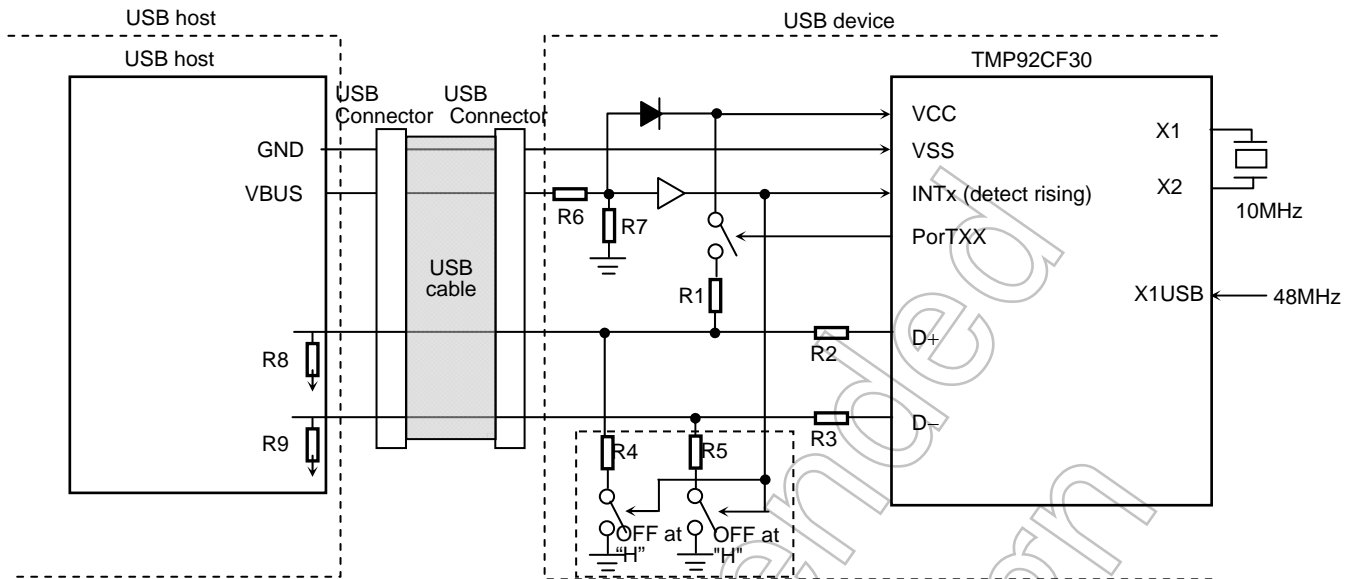 USB host
USB device
USB host
TMP92CF30
USB
Connector
USB
Connector
VCC
X1
GND
VSS
VBUS
INTx (detect rising)
X2
R6
R7
10MHz
PorTXX
USB
cable
R1
X1USB
48MHz
D+
R8
R2
D−
R9
R3
R4
R5
OFF at
“H”
OFF at
"H"
ended
gn